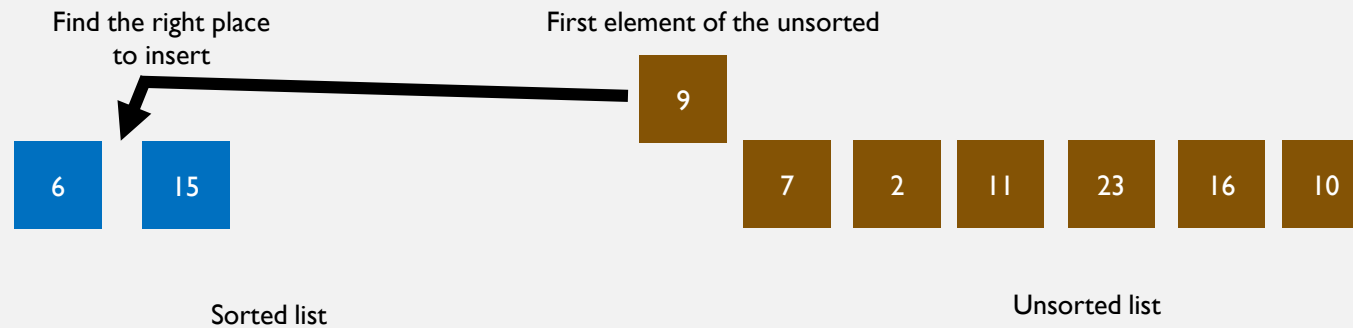 Find the right place
to insert
First element of the unsorted
9
6
15
7
2
11
23
16
10
Sorted list
Unsorted list